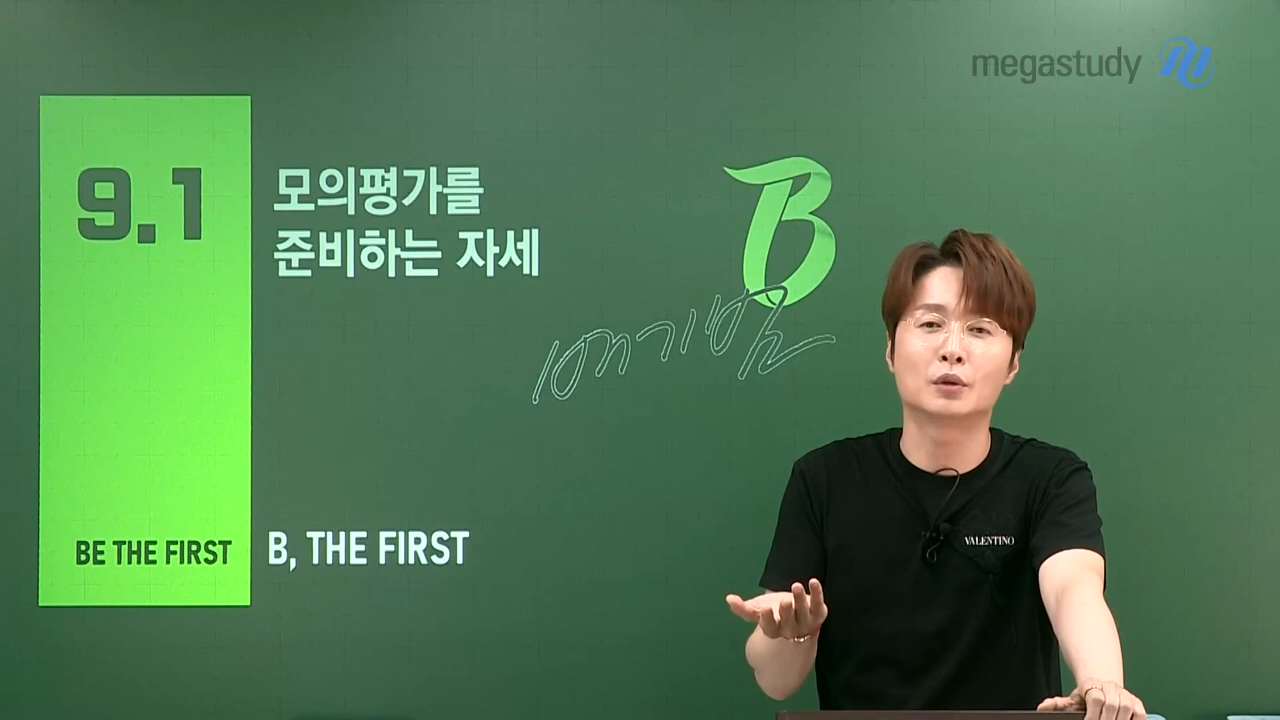 megastudy
9.1
모의평가를
준비하는 자세
B
BE THE FIRST
B, THE FIRST
VALENTINO